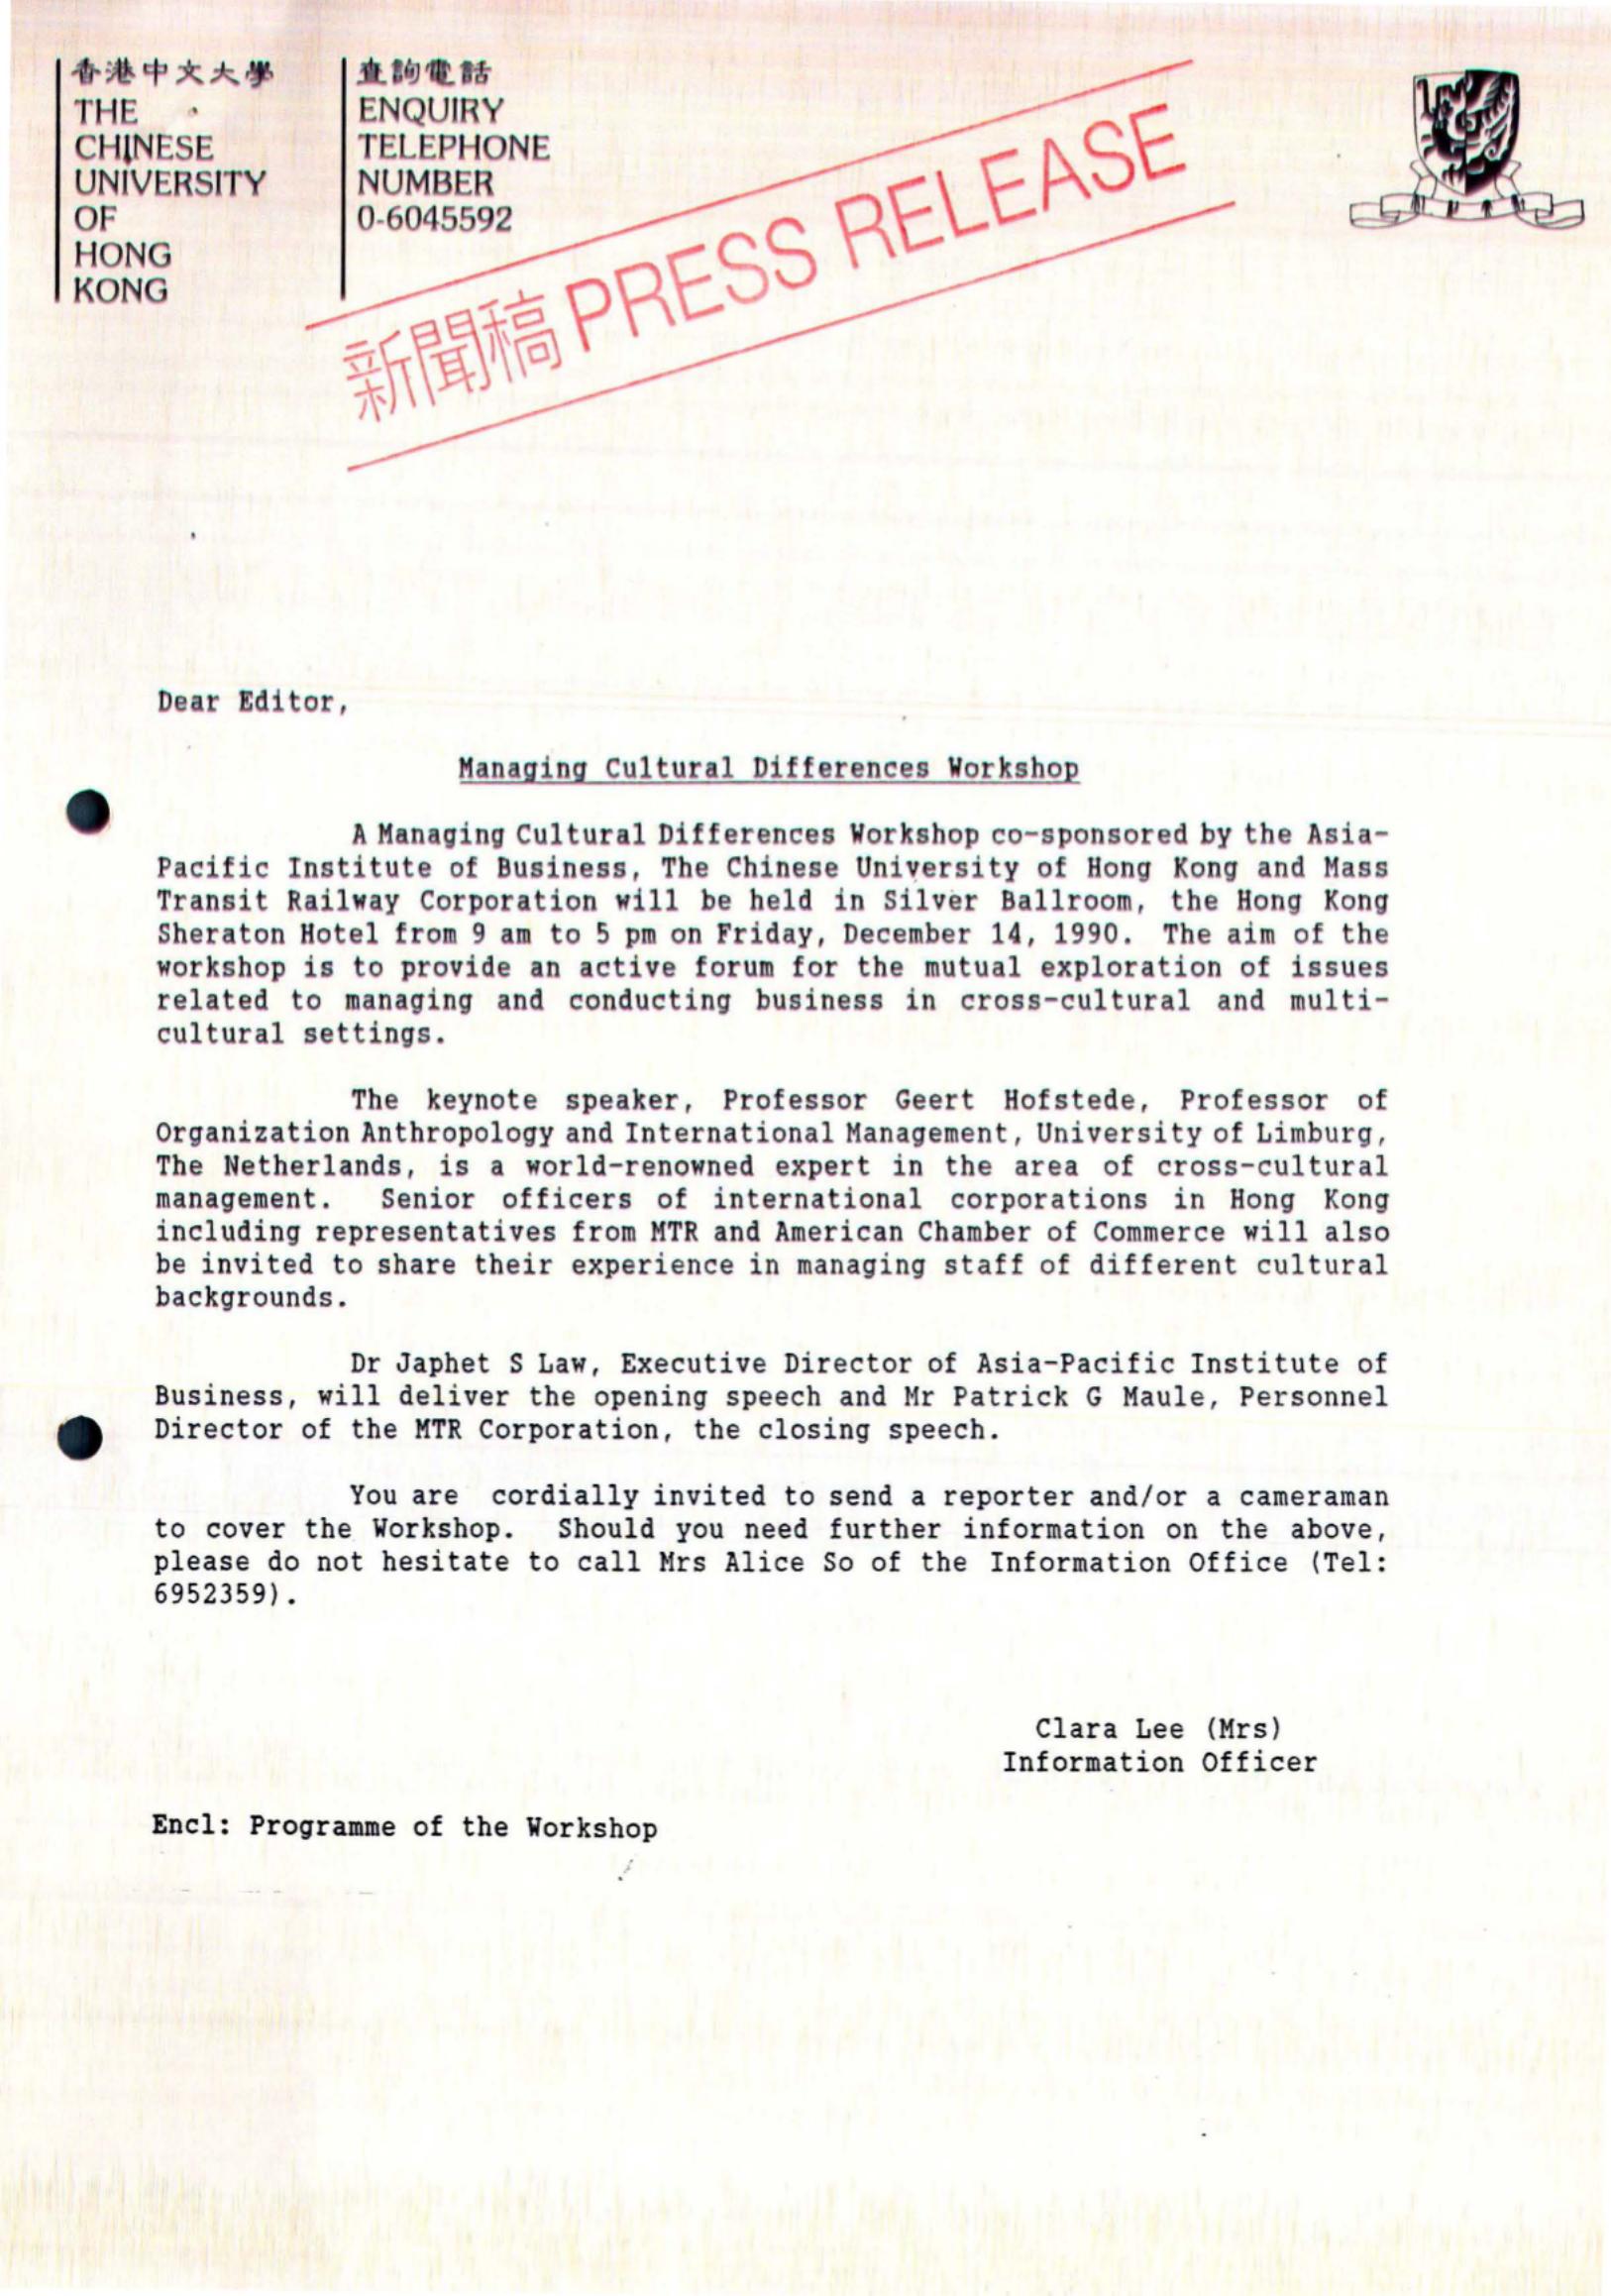 香港中文大學
THE
CHINESE
UNIVERSITY
OF
HONG
KONG
查詢電話
ENQUIRY
TELEPHONE
NUMBER
0-6045592
新聞稿 PRESS RELEASE
Dear Editor,
Managing Cultural Differences Workshop
A Managing Cultural Differences Workshop co-sponsored by the Asia-
Pacific Institute of Business, The Chinese University of Hong Kong and Mass
Transit Railway Corporation will be held in Silver Ballroom, the Hong Kong
Sheraton Hotel from 9 am to 5 pm on Friday, December 14, 1990. The aim of the
workshop is to provide an active forum for the mutual exploration of issues
related to managing and conducting business in cross-cultural and multi-
cultural settings.
The keynote speaker, Professor Geert Hofstede, Professor of
Organization Anthropology and International Management, University of Limburg,
The Netherlands, is a world-renowned expert in the area of cross-cultural
management. Senior officers of international corporations in Hong Kong
including representatives from MTR and American Chamber of Commerce will also
be invited to share their experience in managing staff of different cultural
backgrounds.
Dr Japhet S Law, Executive Director of Asia-Pacific Institute of
Business, will deliver the opening speech and Mr Patrick G Maule, Personnel
Director of the MTR Corporation, the closing speech.
You are cordially invited to send a reporter and/or a cameraman
to cover the Workshop. Should you need further information on the above,
please do not hesitate to call Mrs Alice So of the Information Office (Tel:
6952359).
Clara Lee (Mrs)
Information Officer
Encl: Programme of the Workshop